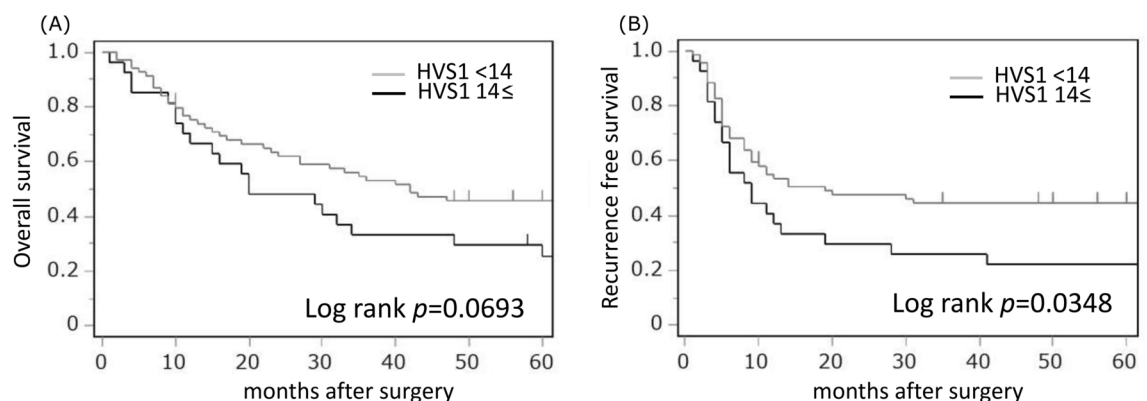 (A)
Overall survival
1.0
0.8
0.6
0.4
0.2
0
HVS1 <14
HVS1 14≤
Log rank p=0.0693
0 10 20 30 40 50 60
months after surgery
(B)
Recurrence free survival
1.0
0.8
0.6
0.4
0.2
0
HVS1 <14
HVS1 14≤
Log rank p=0.0348
0 10 20 30 40 50 60
months after surgery